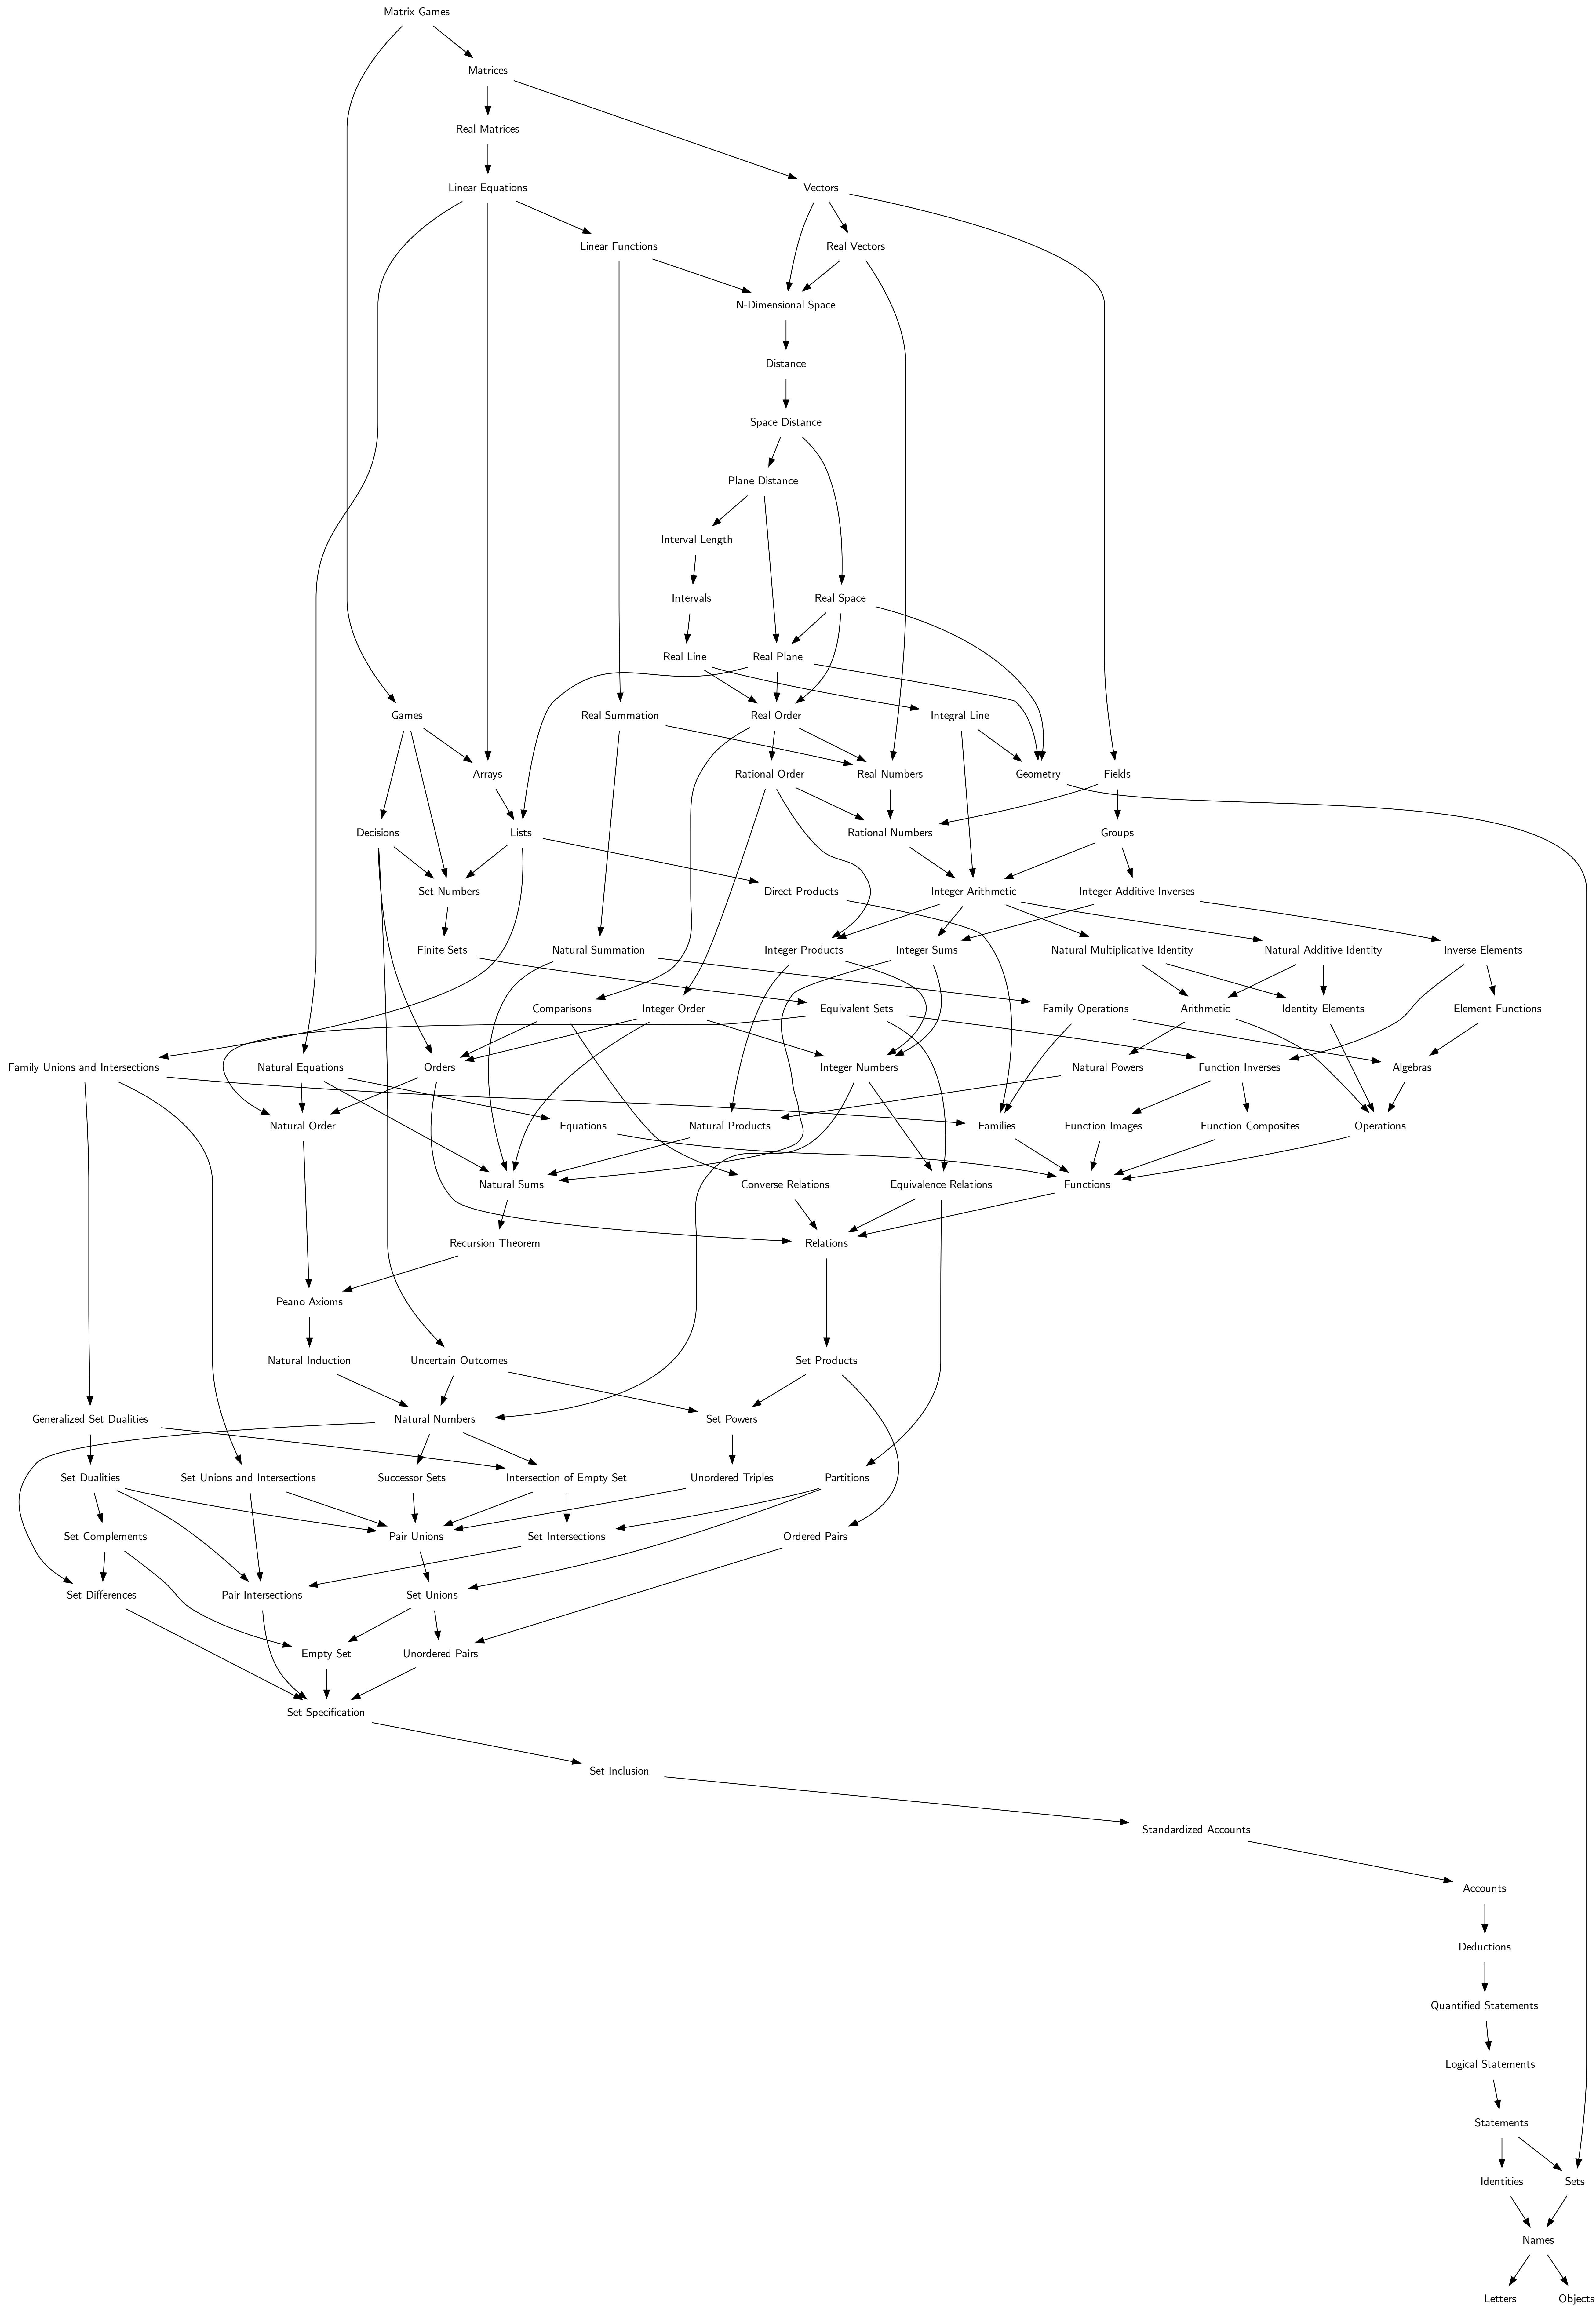 Matrix Games
Matrices
Real Matrices
Linear Equations
Vectors
Linear Functions
Real Vectors
N-Dimensional Space
Distance
Space Distance
Plane Distance
Interval Length
Intervals
Real Space
Real Line
Real Plane
Games
Real Summation
Real Order
Integral Line
Arrays
Rational Order
Real Numbers
Geometry
Fields
Decisions
Lists
Rational Numbers
Groups
Set Numbers
Direct Products
Integer Arithmetic
Integer Additive Inverses
Finite Sets
Natural Summation
Integer Products
Integer Sums
Natural Multiplicative Identity
Natural Additive Identity
Inverse Elements
Comparisons
Integer Order
Equivalent Sets
Family Operations
Arithmetic
Identity Elements
Element Functions
Family Unions and Intersections
Natural Equations
Orders
Integer Numbers
Natural Powers
Function Inverses
Algebras
Natural Order
Equations
Natural Products
Families
Function Images
Function Composites
Operations
Natural Sums
Converse Relations
Equivalence Relations
Functions
Recursion Theorem
Relations
Peano Axioms
Natural Induction
Uncertain Outcomes
Set Products
Generalized Set Dualities
Natural Numbers
Set Powers
Set Dualities
Set Unions and Intersections
Successor Sets
Intersection of Empty Set
Unordered Triples
Partitions
Set Complements
Pair Unions
Set Intersections
Ordered Pairs
Set Differences
Pair Intersections
Set Unions
Empty Set
Unordered Pairs
Set Specification
Set Inclusion
Standardized Accounts
Accounts
Deductions
Quantified Statements
Logical Statements
Statements
Identities
Sets
Names
Letters
Objects